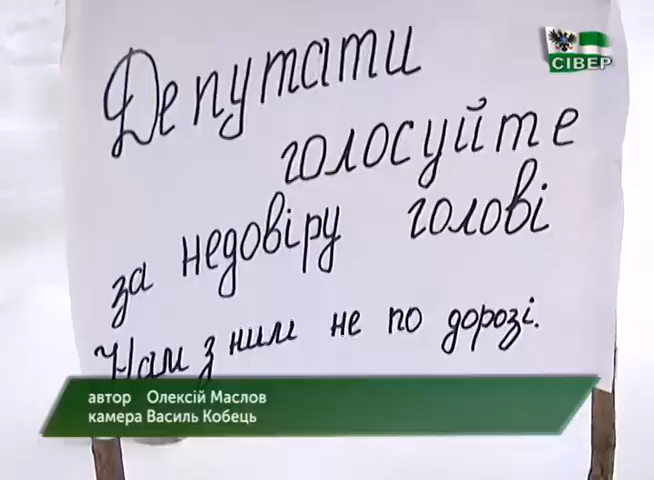 СІВЕР
Депутати
голосуйте
за недовіру голові
Нам з ним не по дорозі.
автор Олексій Маслов
камера Василь Кобець